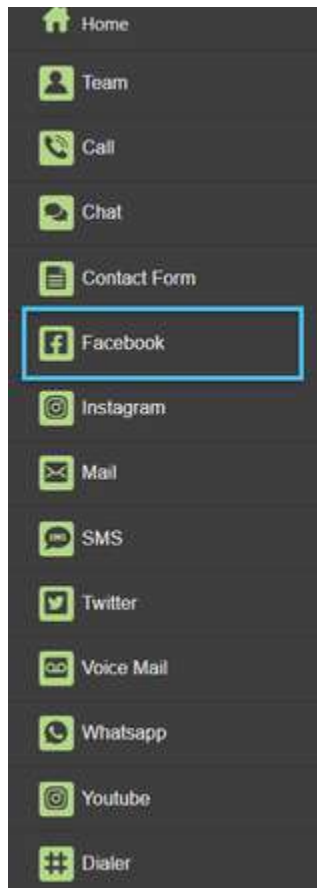 Home
Team
Call
Chat
Contact Form
Facebook
Instagram
Mail
SMS
Twitter
Voice Mail
Whatsapp
Youtube
Dialer